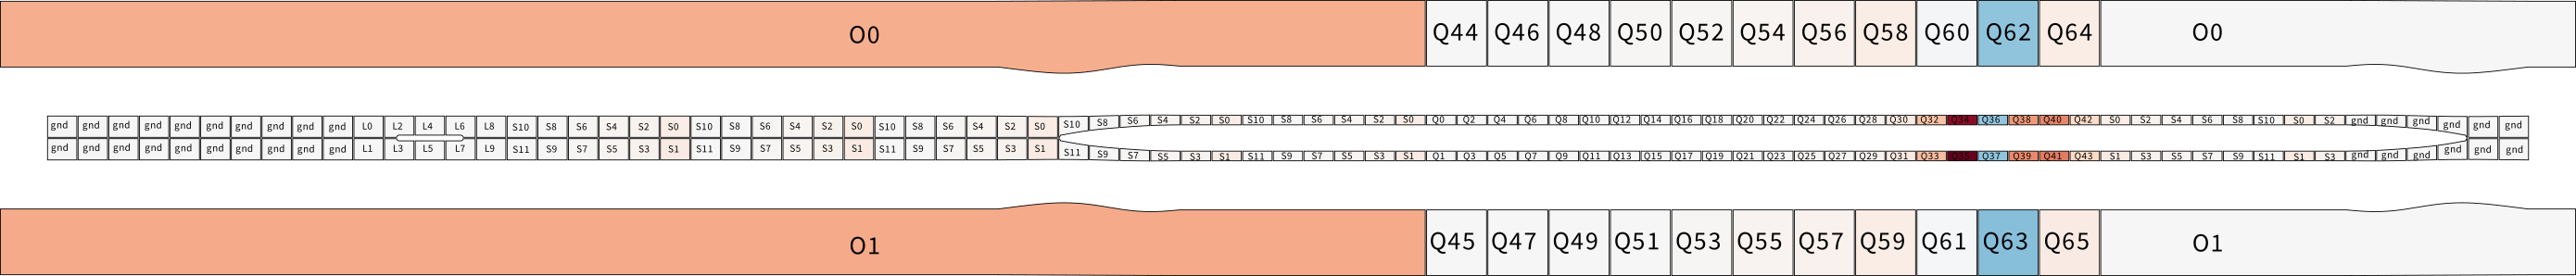 O0 Q44 Q46 Q48 Q50 Q52 Q54 Q56 Q58 Q60 Q62 Q64 O0
gnd gnd gnd gnd gnd gnd gnd gnd gnd gnd L0 L2 L4 L6 L8 S10 S8 S6 S4 S2 S0 S10 S8 S6 S4 S2 S0 S10 S8 S6 S4 S2 S0 S10 S8 S6 S4 S2 S0 S10 S8 S6 S4 S2 S0 Q0 Q2 Q4 Q6 Q8 Q10 Q12 Q14 Q16 Q18 Q20 Q22 Q24 Q26 Q28 Q30 Q32 Q34 Q36 Q38 Q40 Q42 S0 S2 S4 S6 S8 S10 S0 S2 gnd gnd gnd gnd gnd gnd
gnd gnd gnd gnd gnd gnd gnd gnd gnd gnd L1 L3 L5 L7 L9 S11 S9 S7 S5 S3 S1 S11 S9 S7 S5 S3 S1 S11 S9 S7 S5 S3 S1 S11 S9 S7 S5 S3 S1 S11 S9 S7 S5 S3 S1 Q1 Q3 Q5 Q7 Q9 Q11 Q13 Q15 Q17 Q19 Q21 Q23 Q25 Q27 Q29 Q31 Q33 Q35 Q37 Q39 Q41 Q43 S1 S3 S5 S7 S9 S11 S1 S3 gnd gnd gnd gnd gnd gnd
O1 Q45 Q47 Q49 Q51 Q53 Q55 Q57 Q59 Q61 Q63 Q65 O1